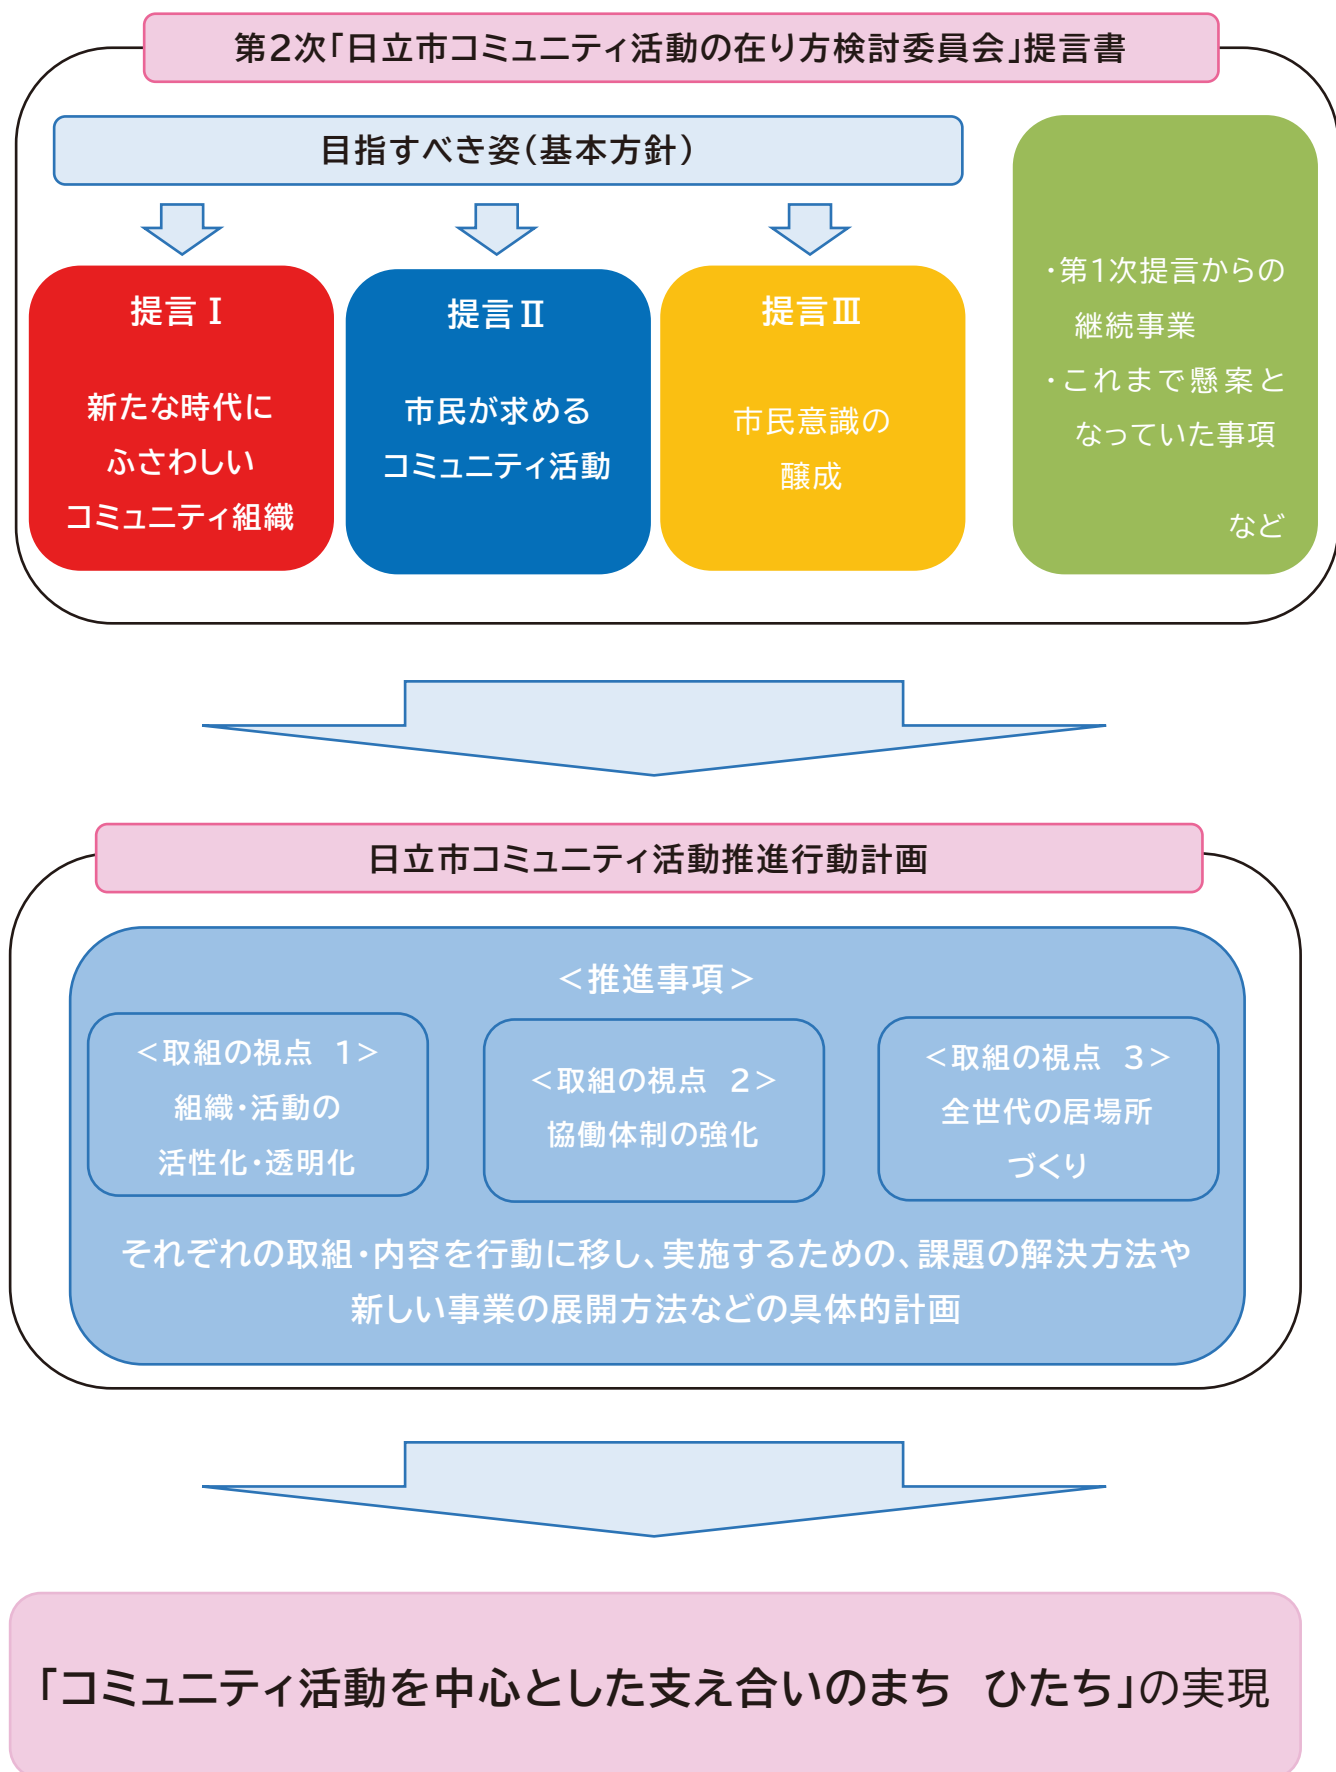 第2次「日立市コミュニティ活動の在り方検討委員会」提言書
目指すべき姿(基本方針)
提言Ⅰ
新たな時代に
ふさわしい
コミュニティ組織
提言Ⅱ
市民が求める
コミュニティ活動
提言Ⅲ
市民意識の
醸成
・第1次提言からの
継続事業
・これまで懸案と
なっていた事項
など
日立市コミュニティ活動推進行動計画
<推進事項>
<取組の視点 1>
組織・活動の
活性化・透明化
<取組の視点 2>
協働体制の強化
<取組の視点 3>
全世代の居場所
づくり
それぞれの取組・内容を行動に移し、実施するための、課題の解決方法や
新しい事業の展開方法などの具体的計画
「コミュニティ活動を中心とした支え合いのまち ひたち」の実現